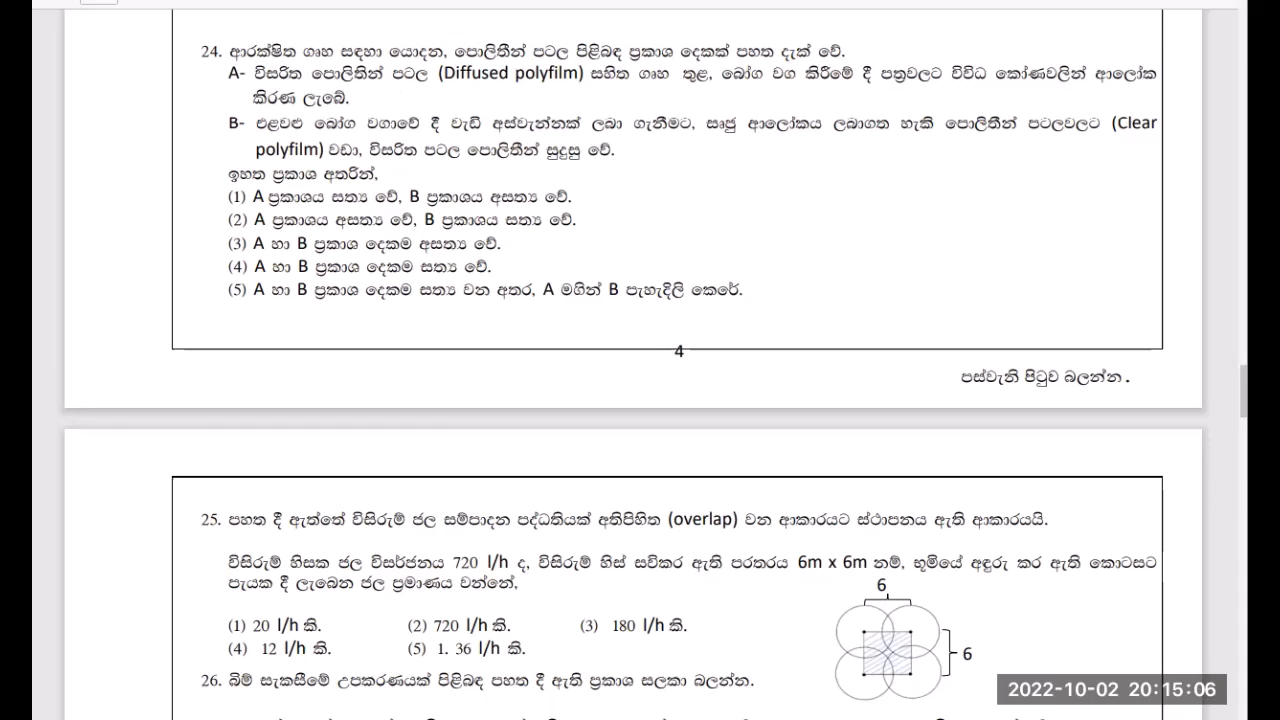 24. ආරක්ෂිත ගෘහ සඳහා යොදන, පොලිතීන් පටල පිළිබඳ ප්‍රකාශ දෙකක් පහත දැක් වේ.
A- විසරිත පොලිතින් පටල (Diffused polyfilm) සහිත ගෘහ තුළ, බෝග වග කිරීමේ දී පත්‍රවලට විවිධ කෝණවලින් ආලෝක
කිරණ ලැබේ.
B- එළවළු බෝග වගාවේ දී වැඩි අස්වැන්නක් ලබා ගැනීමට, සෘජු ආලෝකය ලබාගත හැකි පොලිතීන් පටලවලට (Clear
polyfilm) වඩා, විසරිත පටල පොලිතීන් සුදුසු වේ.
ඉහත ප්‍රකාශ අතරින්,
(1) A ප්‍රකාශය සත්‍ය වේ, B ප්‍රකාශය අසත්‍ය වේ.
(2) A ප්‍රකාශය අසත්‍ය වේ, B ප්‍රකාශය සත්‍ය වේ.
(3) A හා B ප්‍රකාශ දෙකම අසත්‍ය වේ.
(4) A හා B ප්‍රකාශ දෙකම සත්‍ය වේ.
(5) A හා B ප්‍රකාශ දෙකම සත්‍ය වන අතර, A මගින් B පැහැදිලි කෙරේ.
4
පස්වැනි පිටුව බලන්න.
25. පහත දී ඇත්තේ විසිරුම් ජල සම්පාදන පද්ධතියක් අතිපිහිත (overlap) වන ආකාරයට ස්ථාපනය ඇති ආකාරයයි.
විසිරුම් හිසක ජල විසර්ජනය 720 l/h ද, විසිරුම් හිස් සවිකර ඇති පරතරය 6m x 6m නම්, භූමියේ අඳුරු කර ඇති කොටසට
පැයක දී ලැබෙන ජල ප්‍රමාණය වන්නේ,
6
(1) 20 l/h කි. (2) 720 l/h කි. (3) 180 l/h කි.
(4) 12 l/h කි. (5) 1. 36 l/h කි.
6
26. බිම් සැකසීමේ උපකරණයක් පිළිබඳ පහත දී ඇති ප්‍රකාශ සලකා බලන්න.
2022-10-02 20:15:06